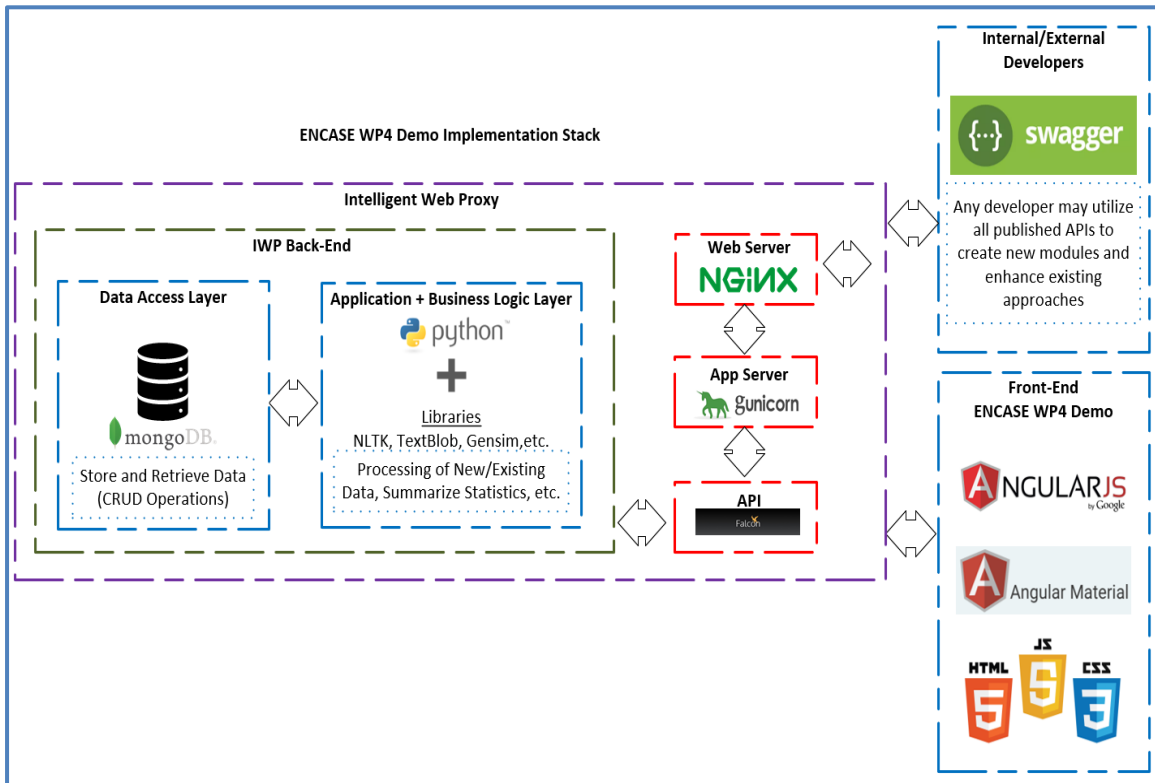 ENCASE WP4 Demo Implementation Stack
Intelligent Web Proxy
IWP Back-End
Data Access Layer
mongoDB.
Store and Retrieve Data
(CRUD Operations)
Application + Business Logic Layer
python™
Libraries
NLTK, TextBlob, Gensim,etc.
Processing of New/Existing
Data, Summarize Statistics, etc.
Web Server
NGINX
App Server
gunicorn
API
Falcon
Internal/External
Developers
{···} swagger
Any developer may utilize
all published APIs to
create new modules and
enhance existing
approaches
Front-End
ENCASE WP4 Demo
ANGULARJS
by Google
A Angular Material
HTML
5
JS
5
CSS
3